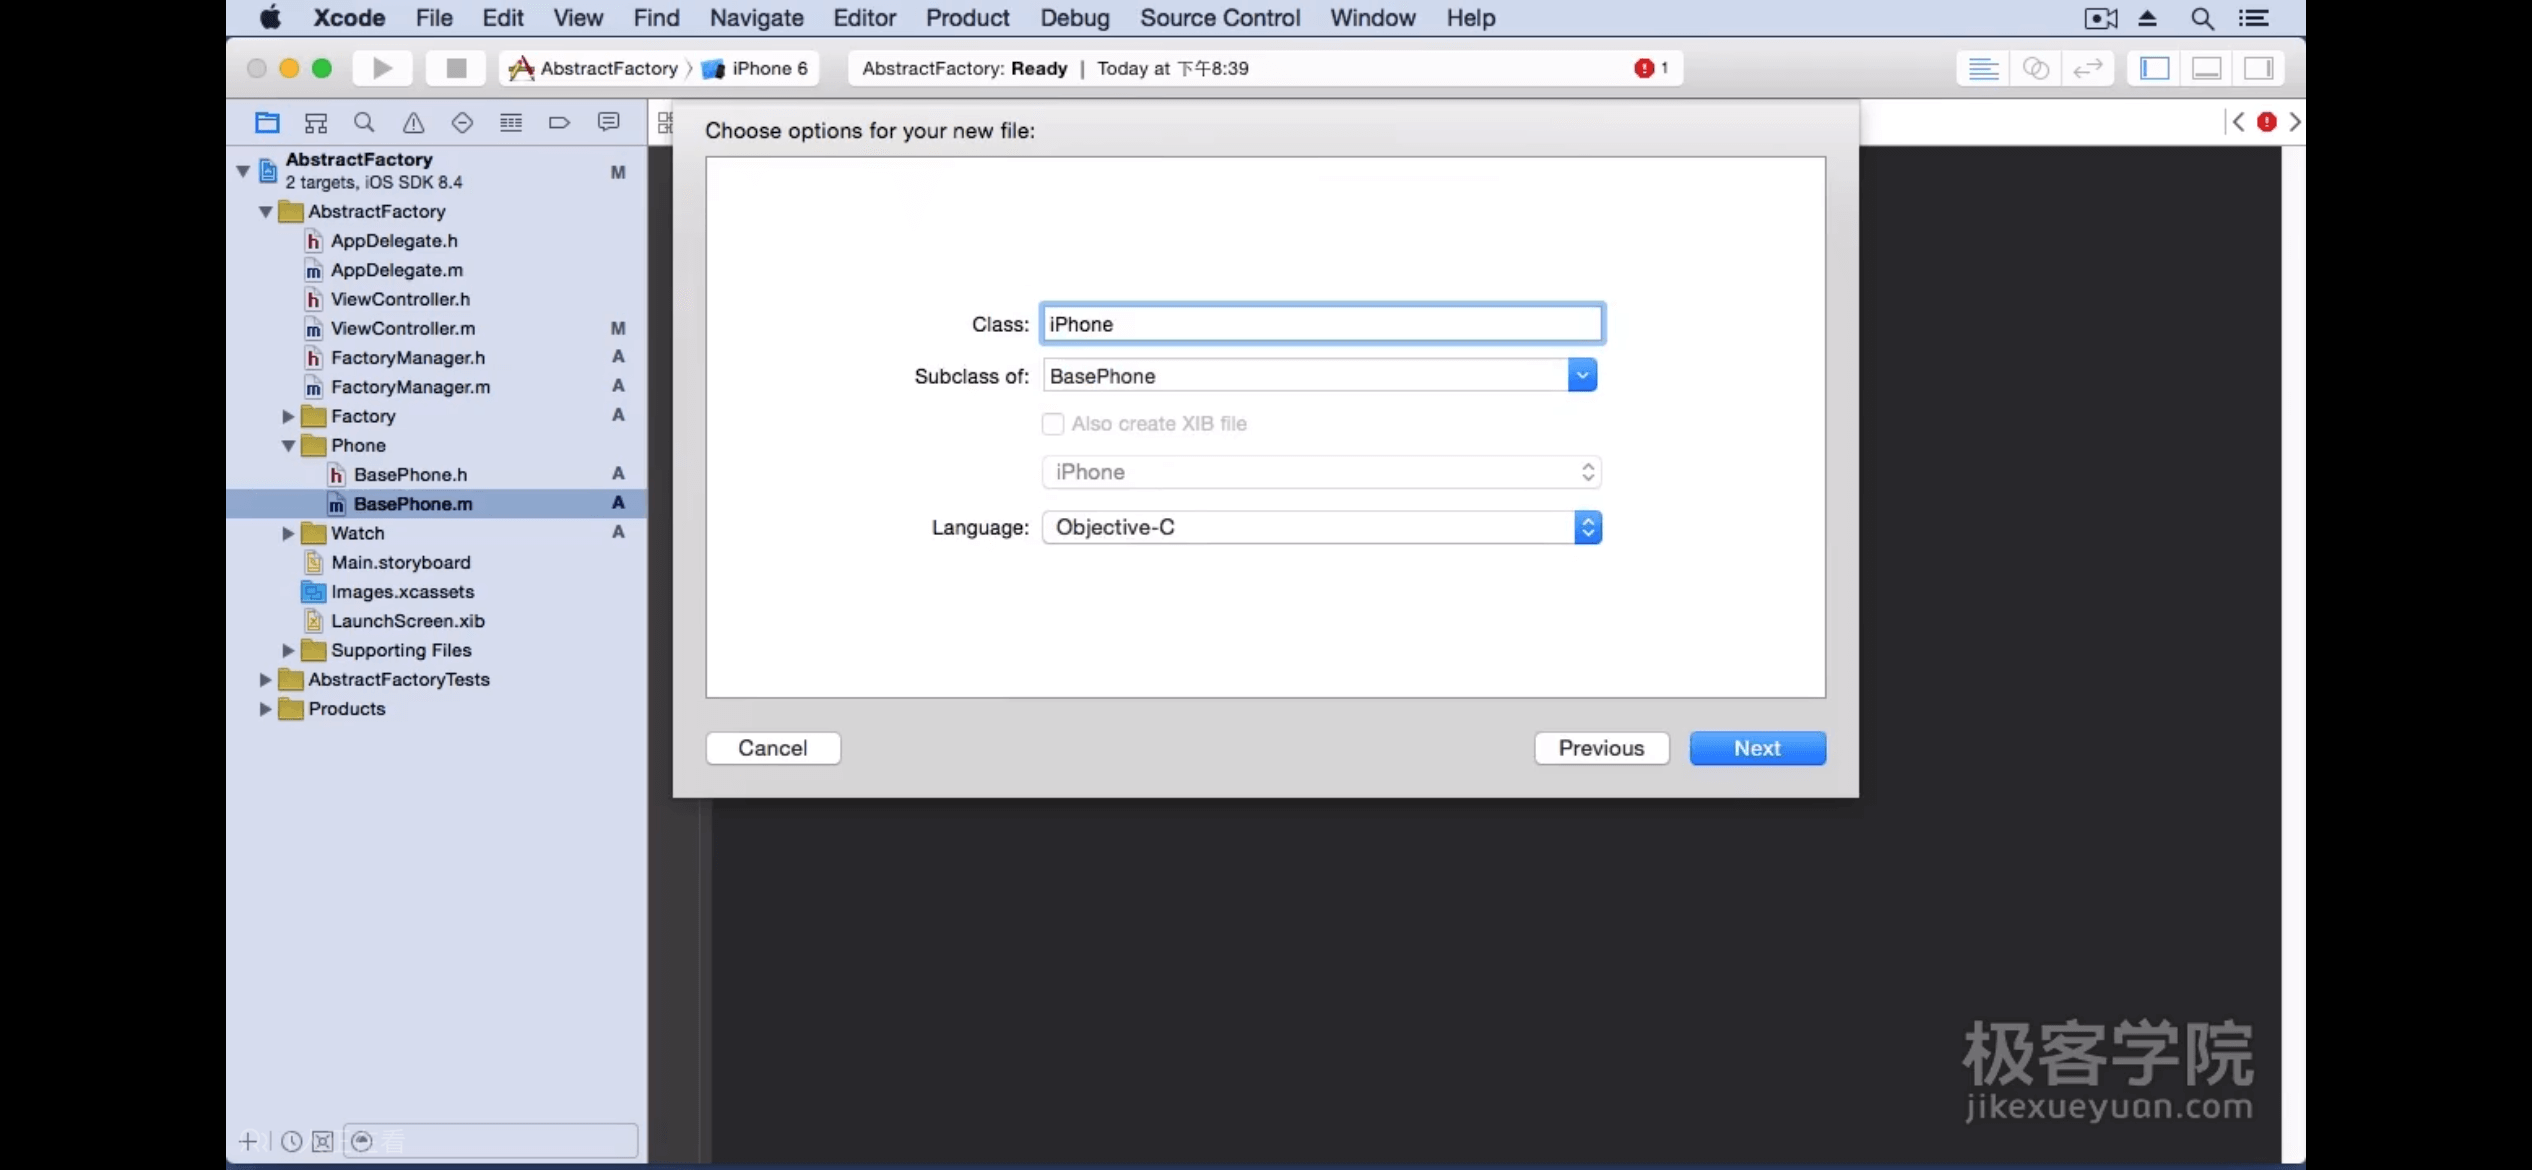 Xcode File Edit View Find Navigate Editor Product Debug Source Control Window Help
AbstractFactory iPhone 6 AbstractFactory: Ready | Today at 下午8:39 1
Choose options for your new file:
AbstractFactory M
2 targets, iOS SDK 8.4
AbstractFactory
h AppDelegate.h
m AppDelegate.m
h ViewController.h
m ViewController.m M
h FactoryManager.h A
m FactoryManager.m A
Factory A
Phone
h BasePhone.h A
m BasePhone.m A
Watch A
Main.storyboard
Images.xcassets
LaunchScreen.xib
Supporting Files
AbstractFactoryTests
Products
Class: iPhone
Subclass of: BasePhone
Also create XIB file
iPhone
Language: Objective-C
Cancel Previous Next
极客学院
jikexueyuan.com